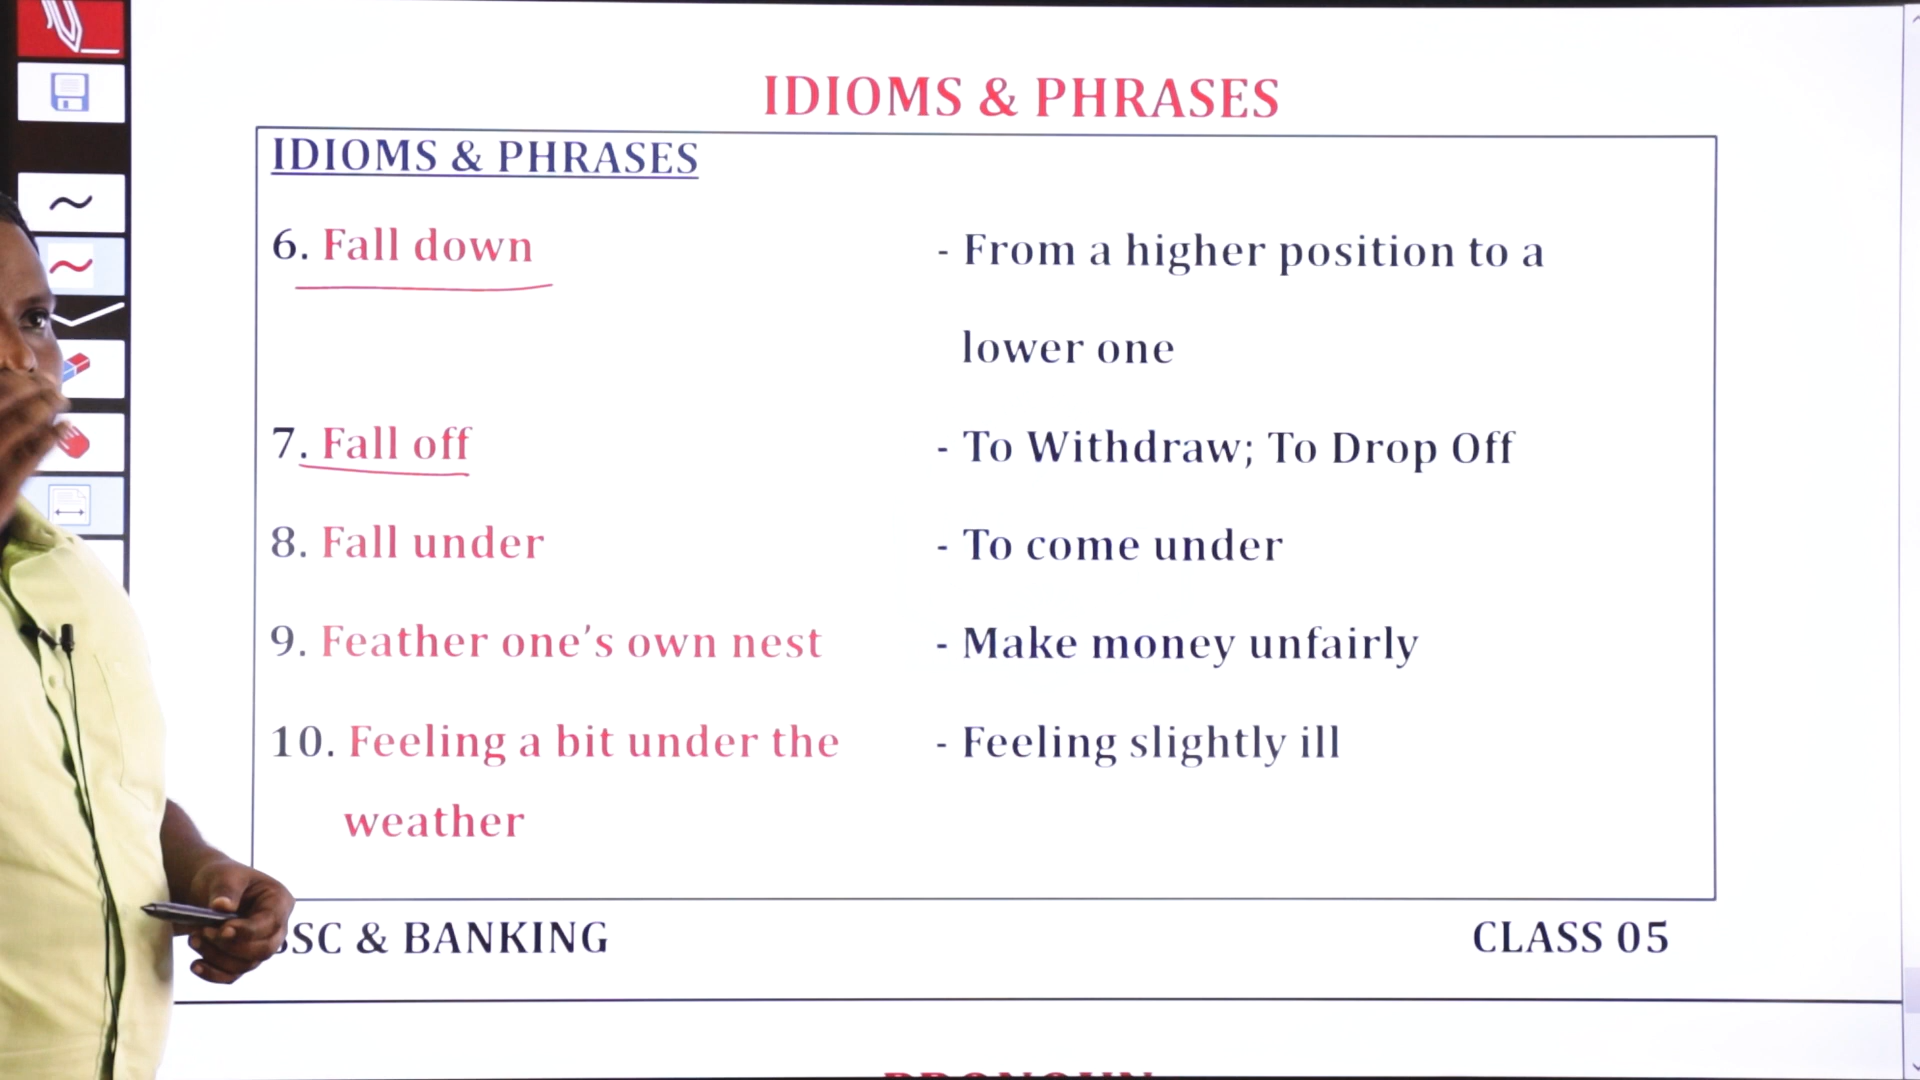 IDIOMS & PHRASES
IDIOMS & PHRASES
6. Fall down - From a higher position to a
lower one
7. Fall off - To Withdraw; To Drop Off
8. Fall under - To come under
9. Feather one's own nest - Make money unfairly
10. Feeling a bit under the - Feeling slightly ill
weather
SSC & BANKING CLASS 05